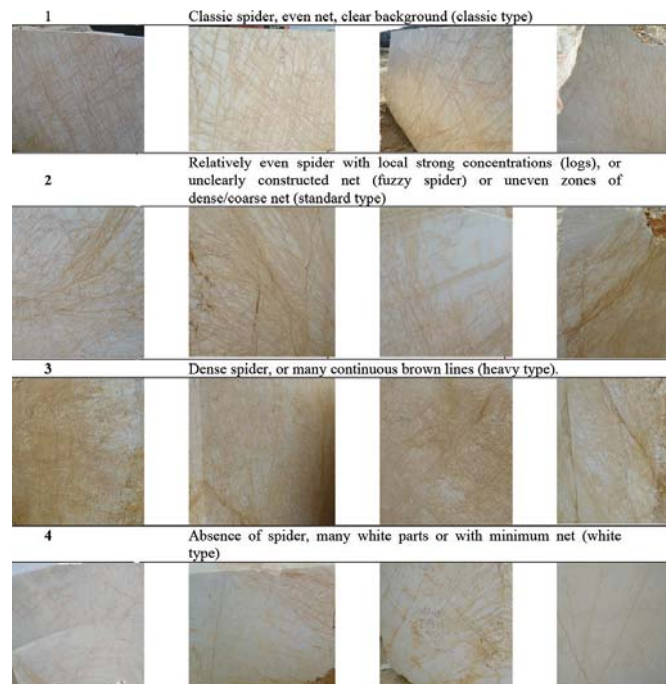 1 Classic spider, even net, clear background (classic type)
Relatively even spider with local strong concentrations (logs), or
2 unclearly constructed net (fuzzy spider) or uneven zones of
dense/coarse net (standard type)
3 Dense spider, or many continuous brown lines (heavy type).
4 Absence of spider, many white parts or with minimum net (white
type)